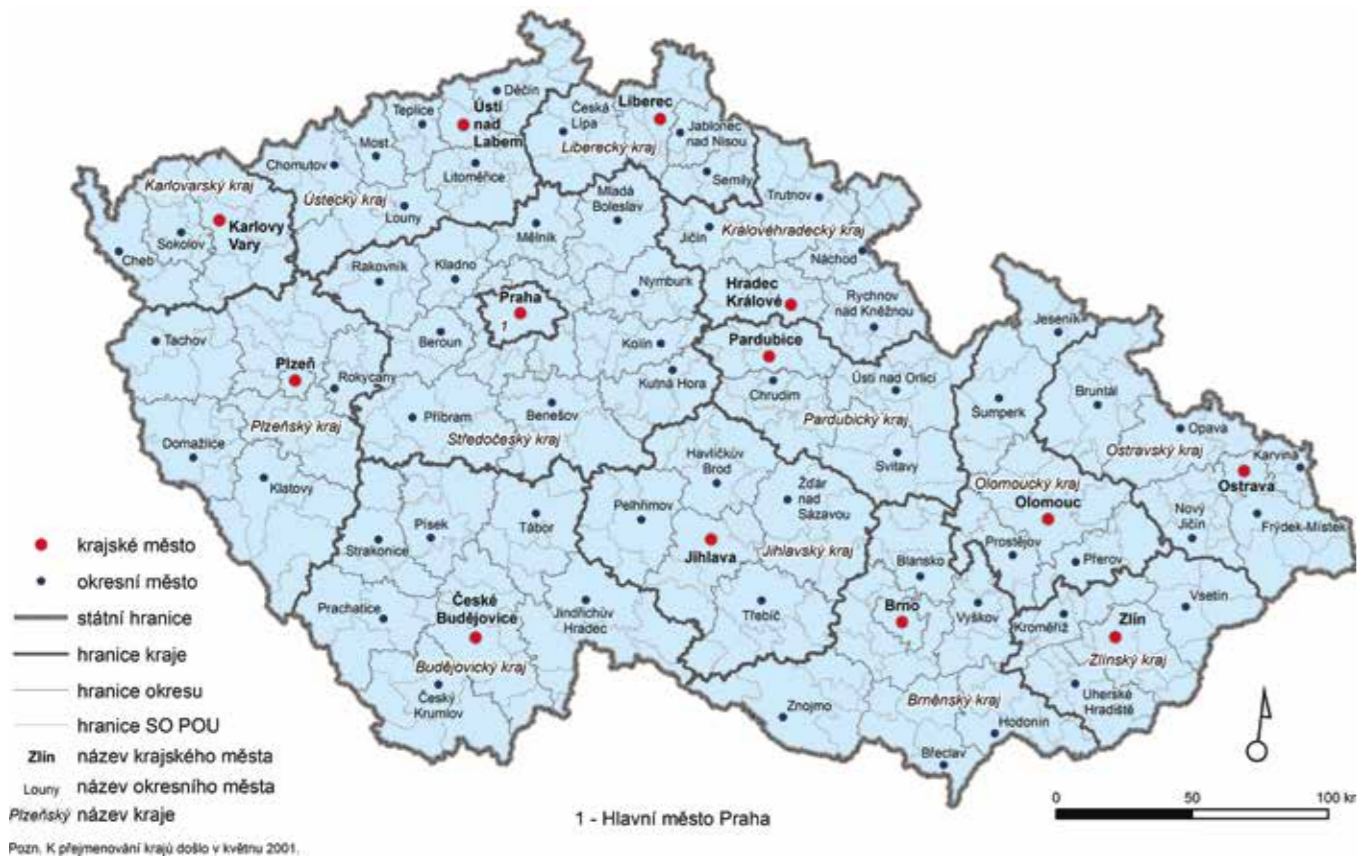 Děčín
Teplice
Ústí
nad
Labem
Most
Chomutov
Litoměřice
Ústecký kraj
Louny
Česká
Lípa
Liberec
Jablonec
nad Nisou
Liberecký kraj
Semily
Karlovarský kraj
Karlovy
Vary
Sokolov
Cheb
Mladá
Boleslav
Mělník
Rakovník
Kladno
Praha
1
Nymburk
Beroun
Kolín
Kutná Hora
Příbram
Benešov
Středočeský kraj
Trutnov
Jičín
Královéhradecký kraj
Náchod
Hradec
Králové
Rychnov
nad Kněžnou
Pardubice
Chrudim
Ústí nad Orlicí
Pardubický kraj
Svitavy
Tachov
Plzeň
Rokycany
Plzeňský kraj
Domažlice
Klatovy
Jeseník
Šumperk
Olomoucký kraj
Olomouc
Prostějov
Přerov
Bruntál
Opava
Ostravský kraj
Karviná
Ostrava
Nový
Jičín
Frýdek-Místek
Havlíčkův
Brod
Pelhřimov
Žďár
nad
Sázavou
Jihlava
Jihlavský kraj
Třebíč
Písek
Tábor
Strakonice
Prachatice
České
Budějovice
Jindřichův
Hradec
Budějovický kraj
Český
Krumlov
Blansko
Brno
Vyškov
Brněnský kraj
Znojmo
Hodonín
Břeclav
Vsetín
Kroměříž
Zlín
Zlínský kraj
Uherské
Hradiště
krajské město
okresní město
státní hranice
hranice kraje
hranice okresu
hranice SO POU
Zlín název krajského města
Louny název okresního města
Plzeňský název kraje
1 - Hlavní město Praha
0 50 100 km
Pozn. K přejmenování krajů došlo v květnu 2001.